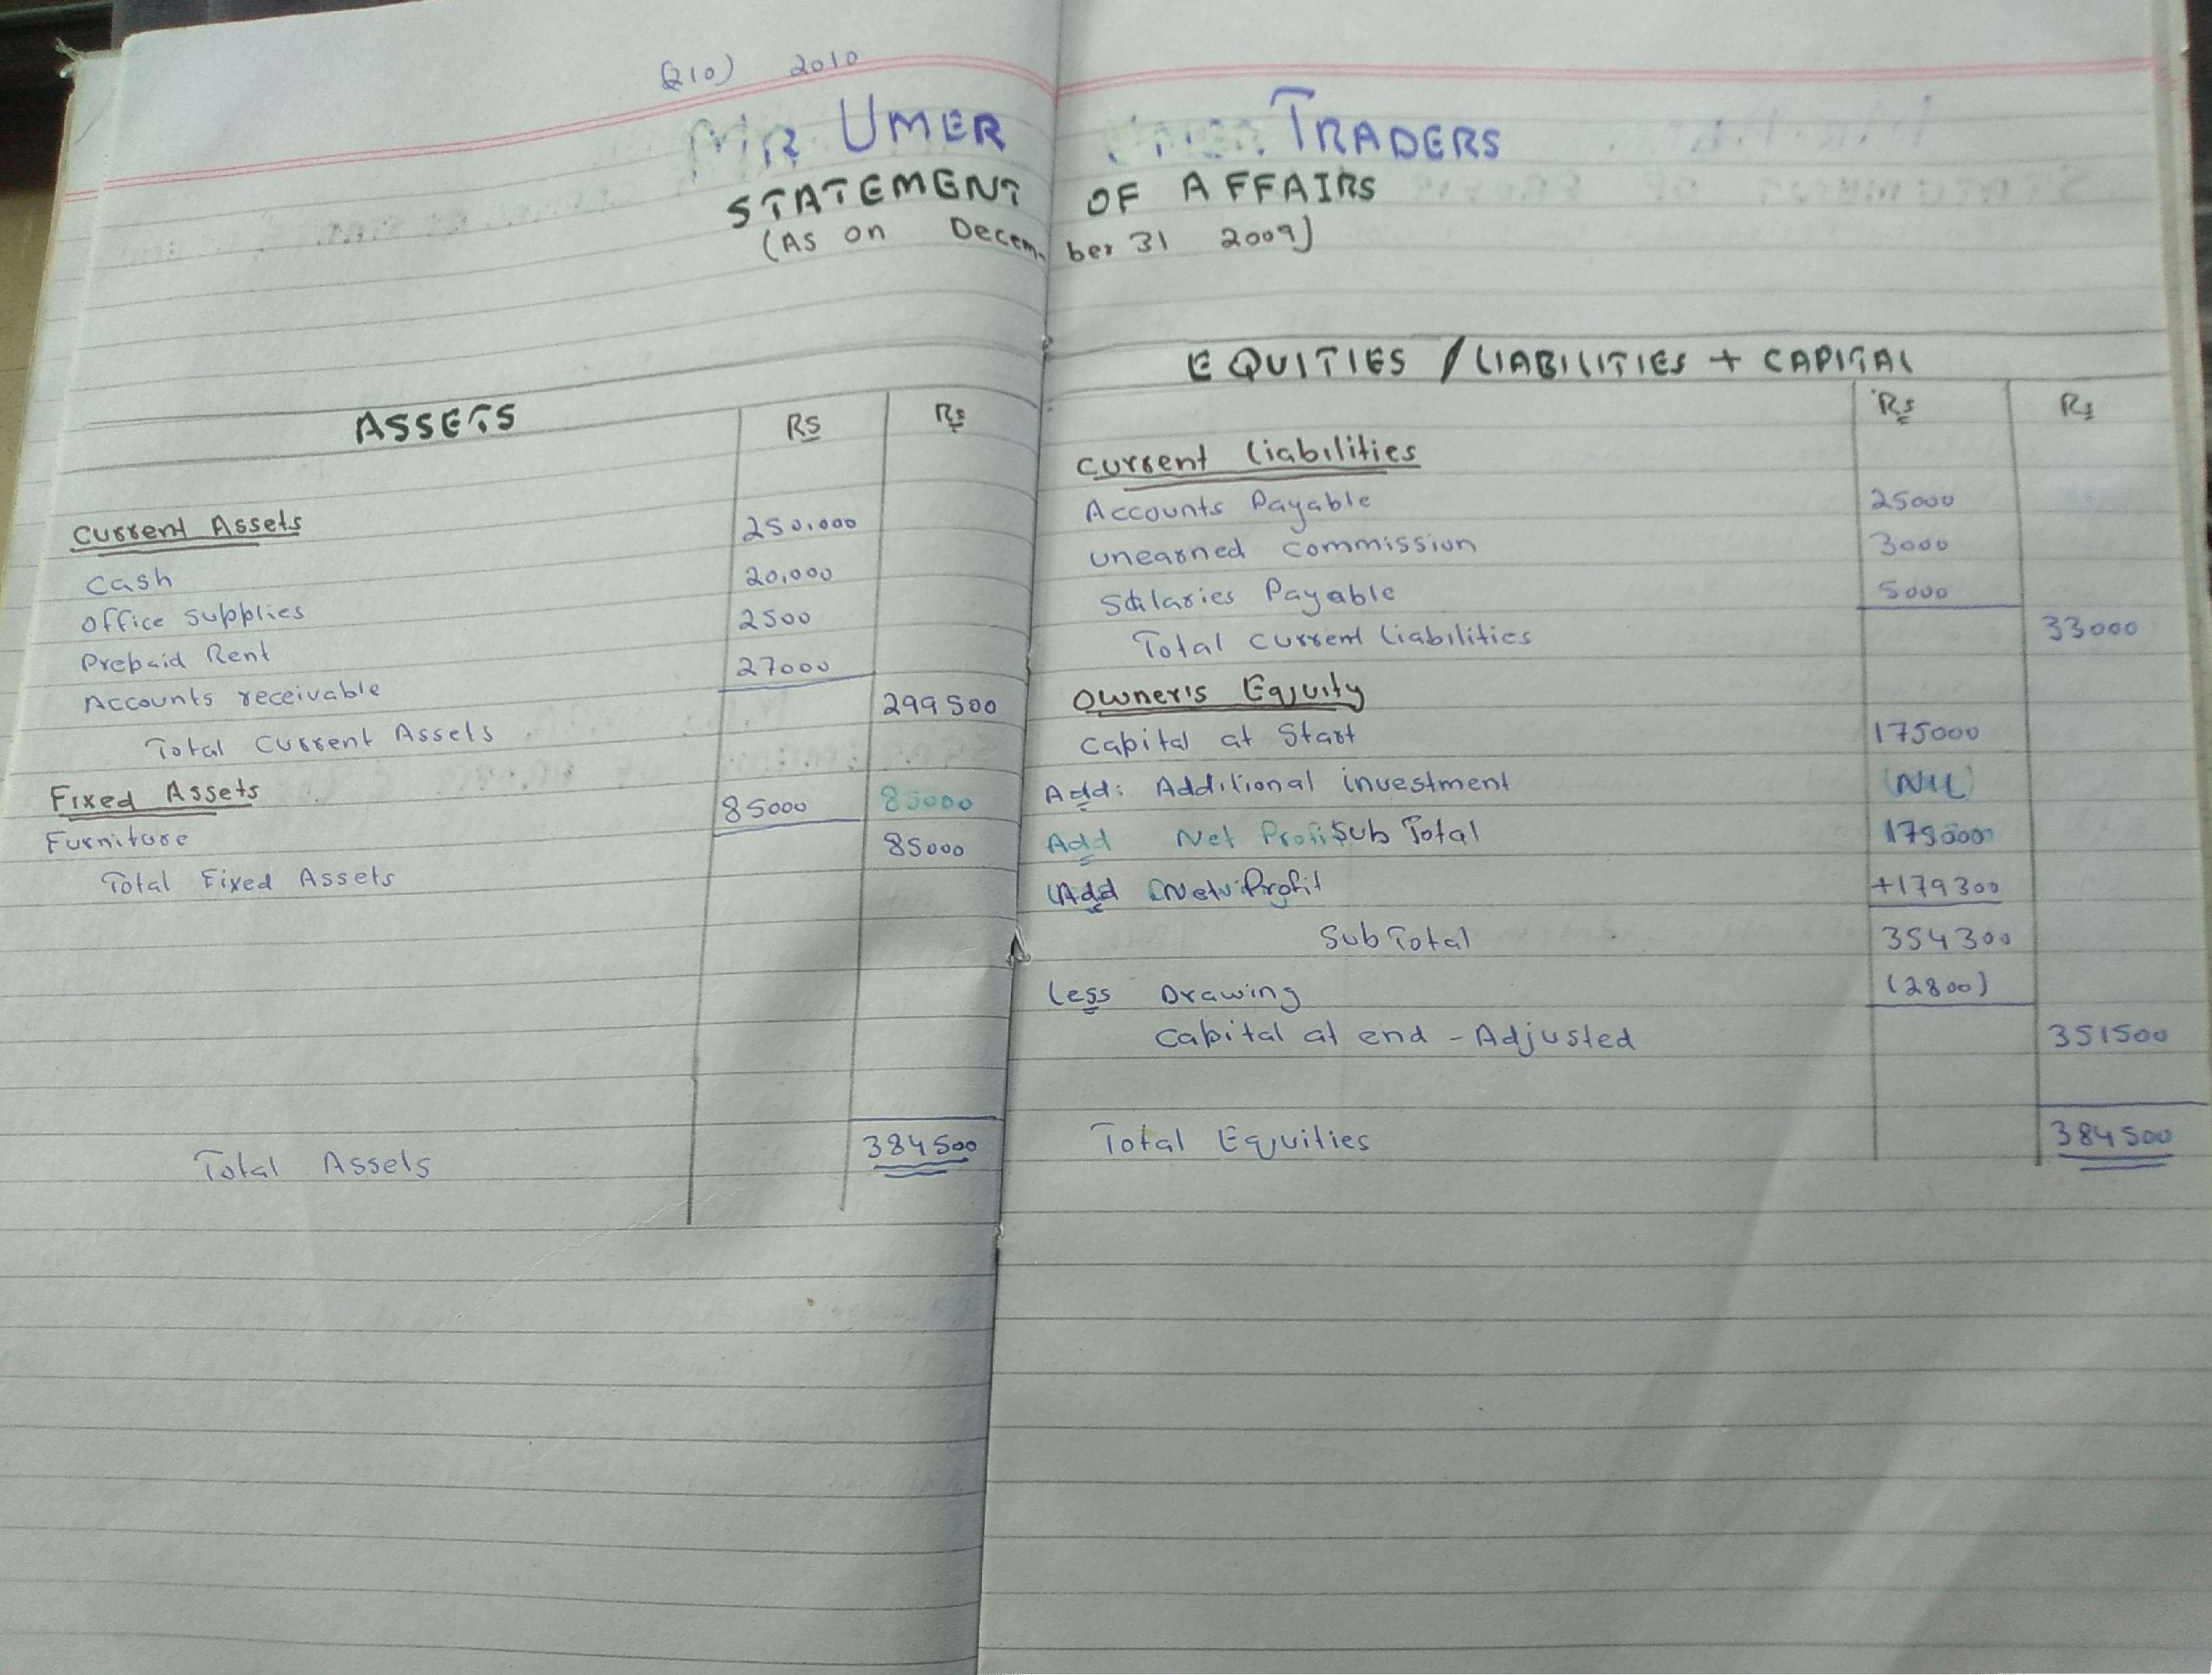 (Q10) 2010
MR UMER TRADERS
STATEMENT OF AFFAIRS
(As on Decem- ber 31 2009)
ASSETS Rs Rs
Current Assets 250,000
Cash 20,000
Office supplies 2500
Prepaid Rent 27000
Accounts receivable
Total Current Assets 299500
Fixed Assets 85000 85000
Furniture 85000
Total Fixed Assets
Total Assets 384500
EQUITIES / LIABILITIES + CAPITAL
Rs Rs
Current Liabilities
Accounts Payable 25000
unearned commission 3000
Salaries Payable 5000
Total current liabilities 33000
Owner's Equity
Capital at Start 175000
Add: Additional investment (NIL)
Add Net Profit Sub Total 175000
Add Net Profit +179300
Sub Total 354300
Less Drawing (2800)
Capital at end - Adjusted 351500
Total Equities 384500